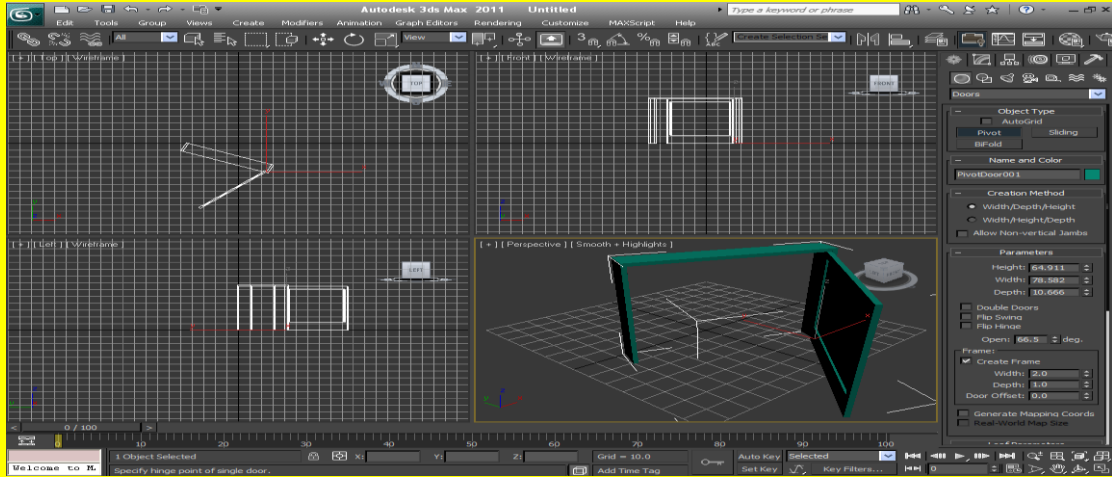 Autodesk 3ds Max 2011 Untitled
Type a keyword or phrase
Edit Tools Group Views Create Modifiers Animation Graph Editors Rendering Customize MAXScript Help
All View Create Selection Se
[ + ] [ Top ] [ Wireframe ]
TOP
[ + ] [ Front ] [ Wireframe ]
FRONT
[ + ] [ Left ] [ Wireframe ]
LEFT
[ + ] [ Perspective ] [ Smooth + Highlights ]
Doors
Object Type
AutoGrid
Pivot Sliding
BiFold
Name and Color
PivotDoor001
Creation Method
Width/Depth/Height
Width/Height/Depth
Allow Non-vertical Jambs
Parameters
Height: 64.911
Width: 78.582
Depth: 10.666
Double Doors
Flip Swing
Flip Hinge
Open: 66.5 deg.
Frame:
Create Frame
Width: 2.0
Depth: 1.0
Door Offset: 0.0
Generate Mapping Coords
Real-World Map Size
0 / 100
0 10 20 30 40 50 60 70 80 90 100
1 Object Selected X: Y: Z: Grid = 10.0 Auto Key Selected
Welcome to M Specify hinge point of single door. Add Time Tag Set Key Key Filters... 0